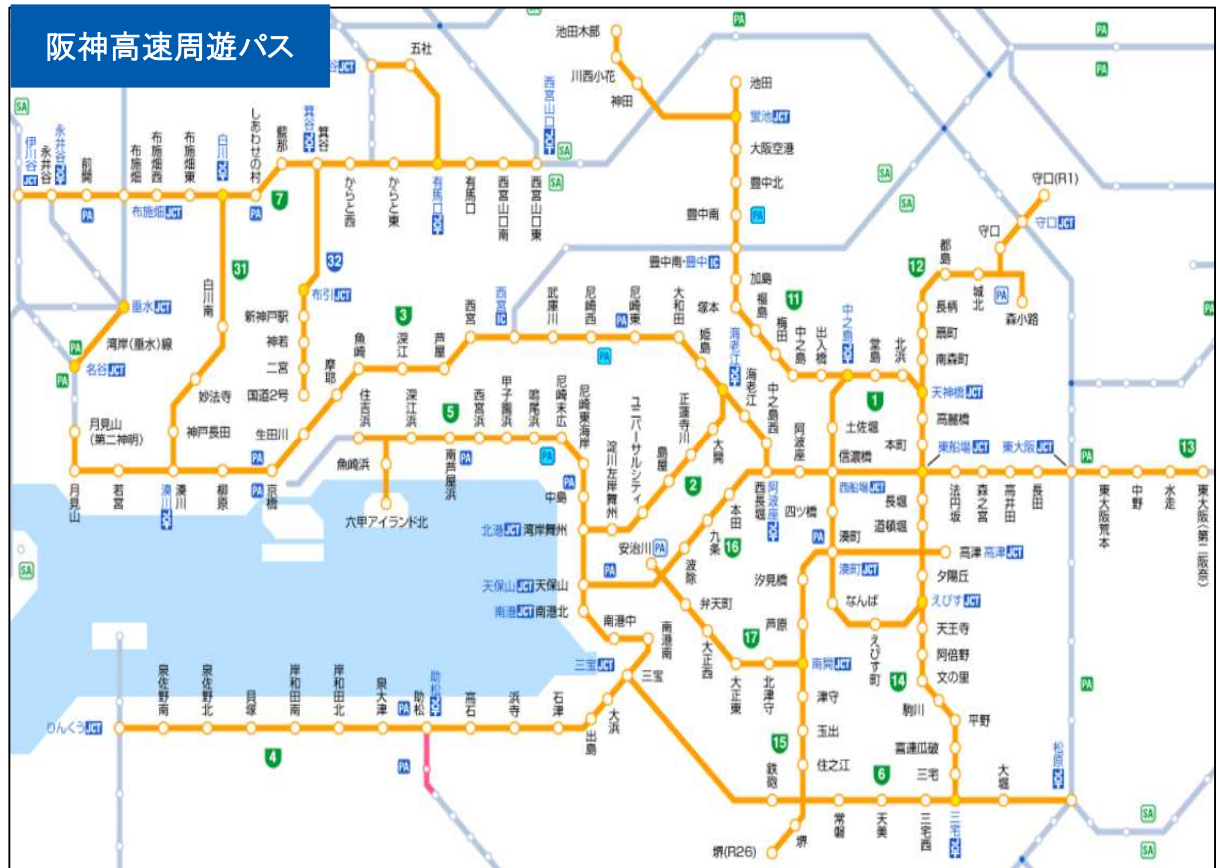 阪神高速周遊パス
池田木部
川西小花
神田
池田
蛍池JCT
大阪空港
豊中北
豊中南
豊中南・豊中IC
加島
塚本
福島
梅田
中之島
出入橋
中之島JCT
堂島
北浜
谷JCT
五社
西宮山口JCT
伊川谷JCT
永井谷
永井谷JCT
前開
布施畑
布施畑JCT
布施畑西
布施畑東
白川JCT
しあわせの村
藍那
箕谷JCT
箕谷
からと西
からと東
有馬口JCT
有馬口
西宮山口南
西宮山口東
守口(R1)
守口JCT
守口
都島
城北
森小路
長柄
扇町
南森町
天神橋JCT
高麗橋
本町
東船場JCT
東大阪JCT
垂水JCT
湾岸(垂水)線
名谷JCT
月見山
(第二神明)
白川南
妙法寺
神戸長田
布引JCT
新神戸駅
神若
二宮
国道2号
生田川
摩耶
魚崎
深江
芦屋
西宮
西宮IC
武庫川
尼崎西
尼崎東
大和田
姫島
海老江JCT
海老江
中之島西
阿波座
土佐堀
信濃橋
西船場JCT
四ツ橋
長堀
道頓堀
法円坂
森之宮
高井田
長田
東大阪荒本
中野
水走
東大阪(第二阪奈)
月見山
若宮
湊川JCT
湊川
柳原
京橋
住吉浜
魚崎浜
六甲アイランド北
深江浜
南芦屋浜
西宮浜
甲子園浜
鳴尾浜
尼崎末広
尼崎東海岸
中島
北港JCT 湾岸舞州
淀川左岸舞州
ユニバーサルシティ
島屋
正蓮寺川
大開
天保山JCT 天保山
南港JCT 南港北
南港中
南港南
三宝JCT
三宝
安治川
波除
九条
本田
西長堀
阿波座JCT
弁天町
大正西
大正東
北津守
南開JCT
湊町
湊町JCT
高津 高津JCT
汐見橋
芦原
なんば
えびす町
夕陽丘
えびすJCT
天王寺
阿倍野
文の里
駒川
平野
喜連瓜破
三宅
三宅JCT
津守
玉出
住之江
鉄砲
堺
堺(R26)
常磐
天美
三宅西
大堀
松原JCT
りんくうJCT
泉佐野南
泉佐野北
貝塚
岸和田南
岸和田北
泉大津
助松
助松JCT
高石
浜寺
石津
出島
大浜
1
2
3
4
5
6
7
11
12
13
14
15
16
17
31
32
PA
SA